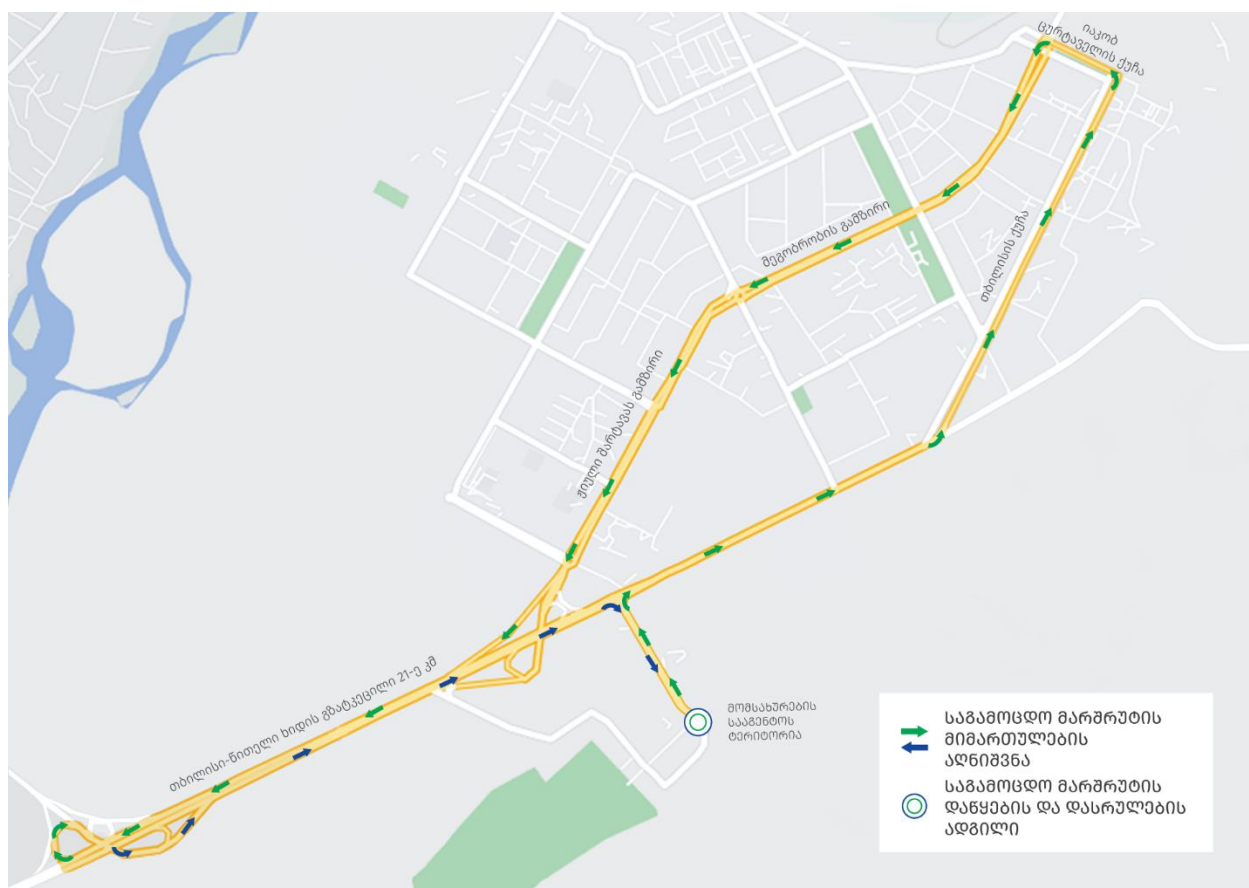 იაკობ
ცურტაველის ქუჩა
მეგობრობის გამზირი
თბილისის ქუჩა
ჟიული შარტავას გამზირი
თბილისი-წითელი ხიდის გზატკეცილი 21-ე კმ
მომსახურების
სააგენტოს
ტერიტორია
საგამოცდო მარშრუტის
მიმართულების
აღნიშვნა
საგამოცდო მარშრუტის
დაწყების და დასრულების
ადგილი